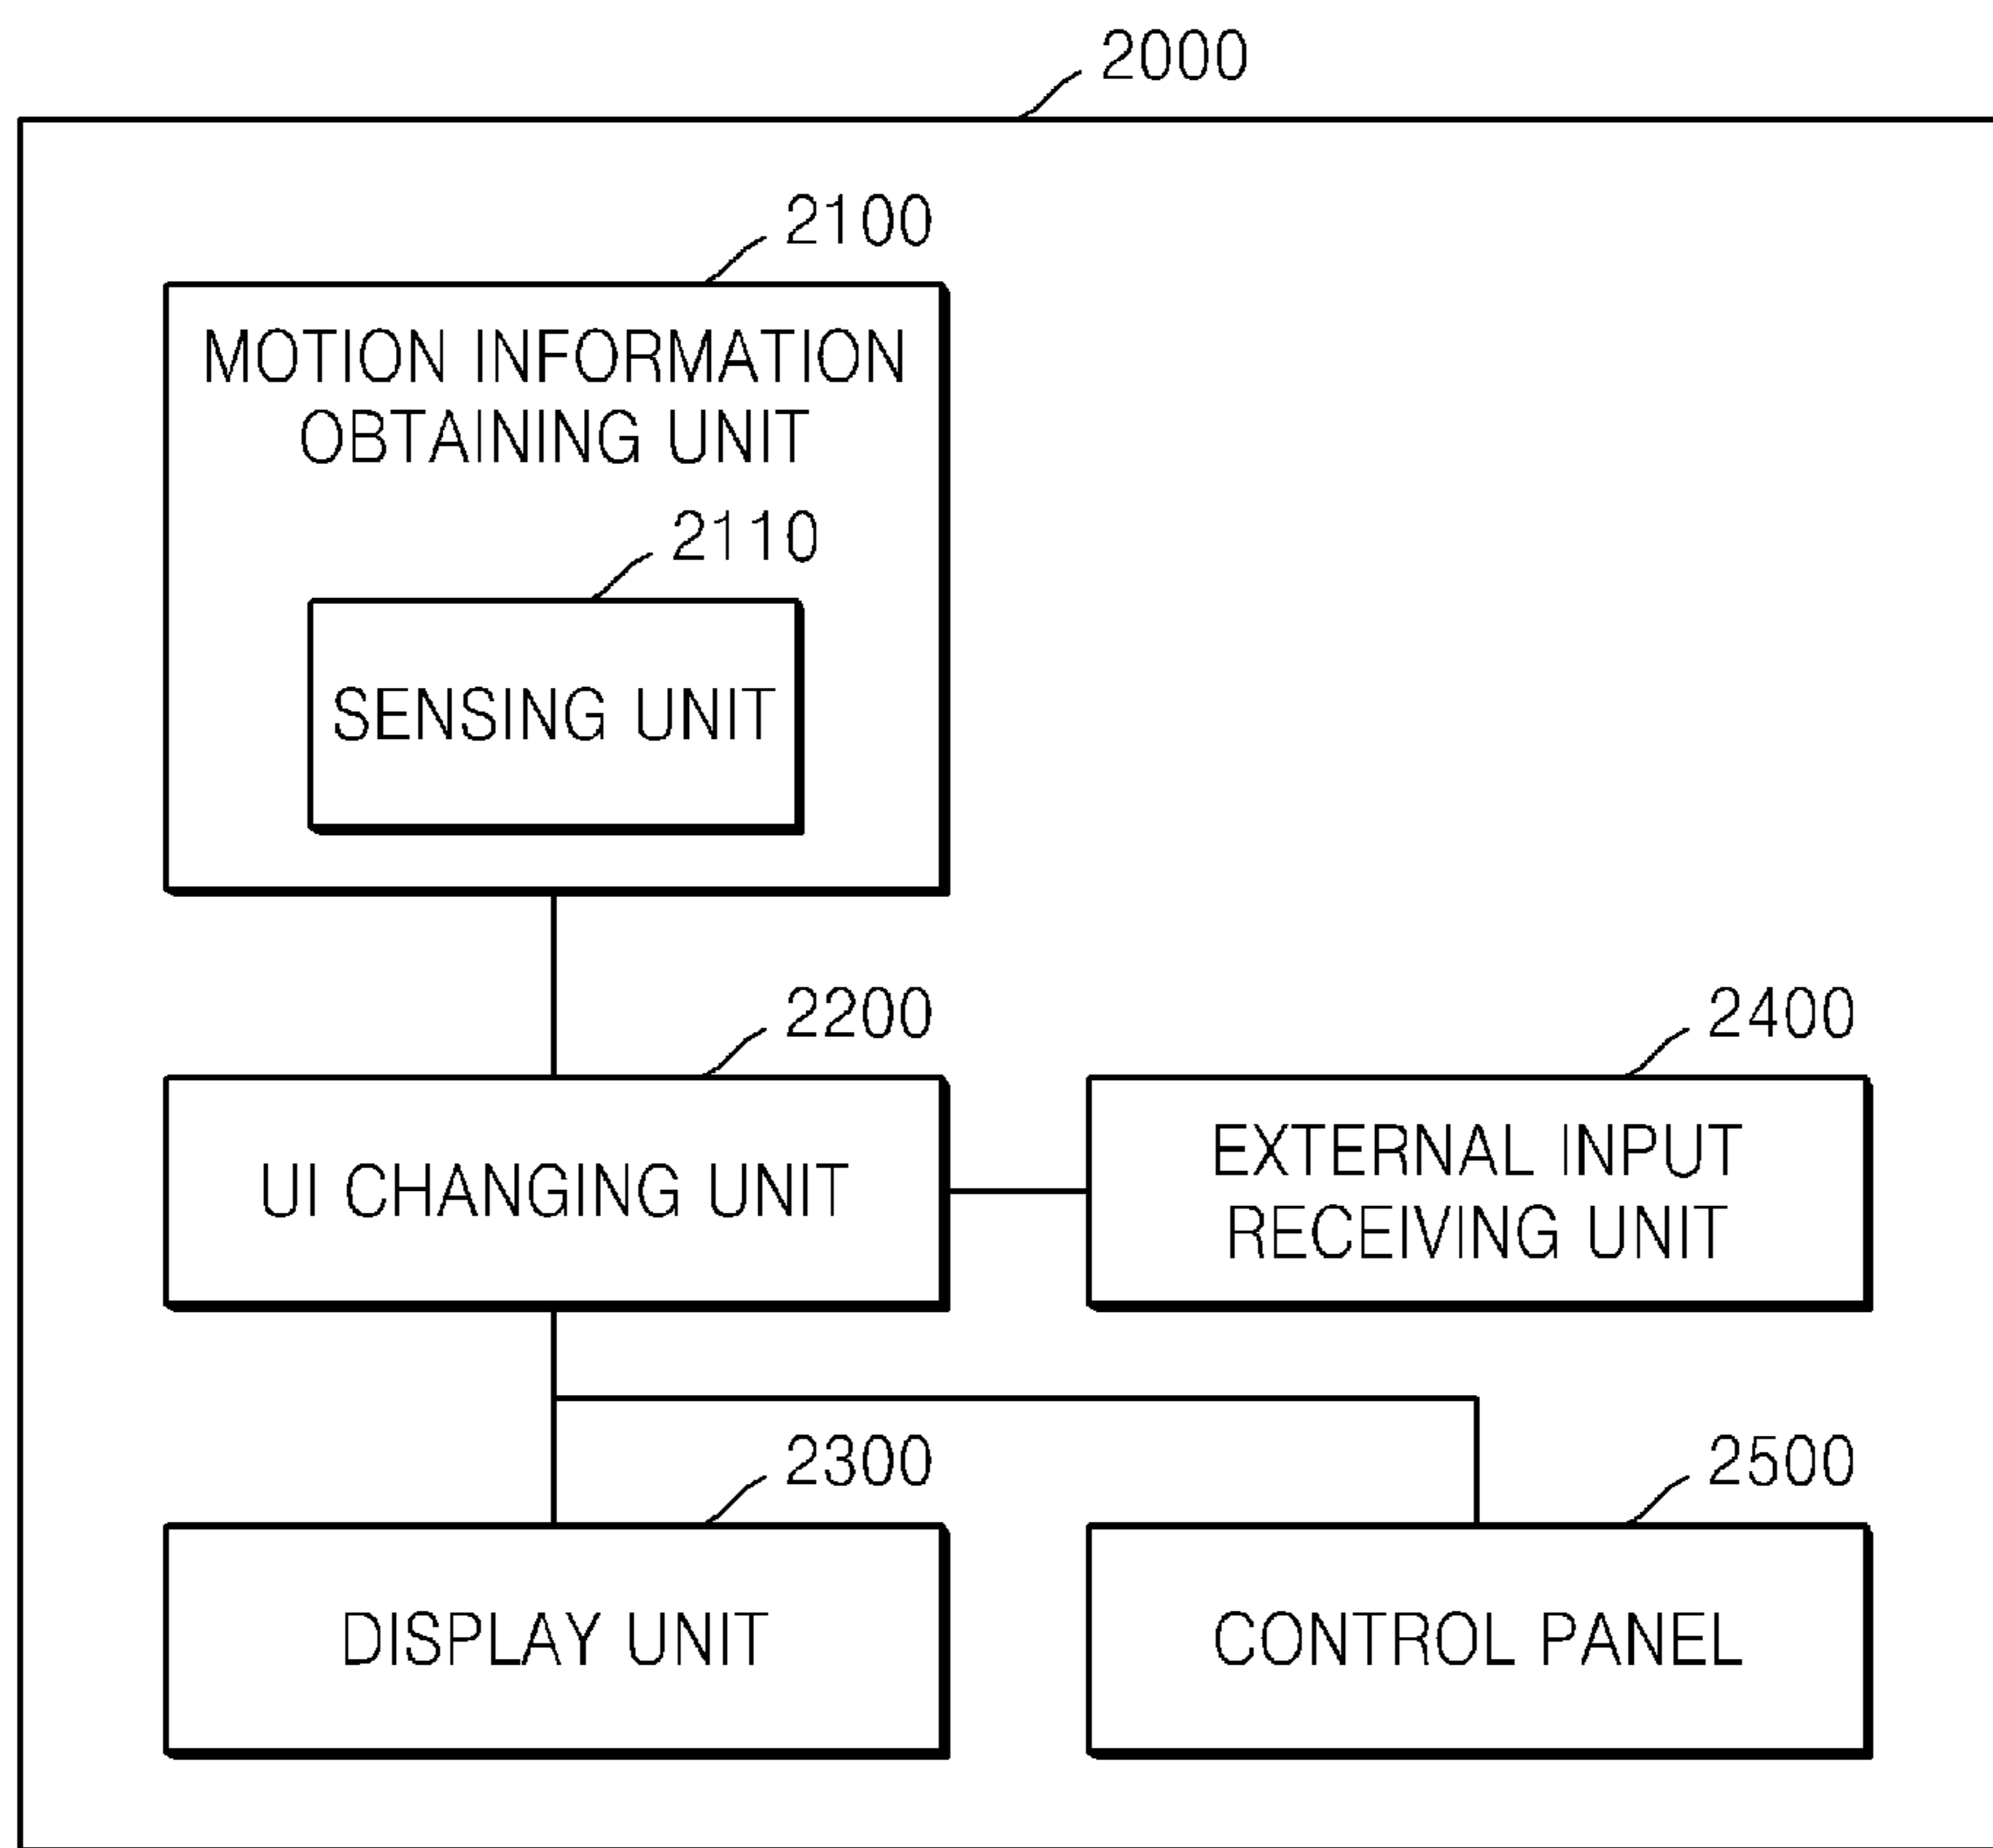 2000
2100
MOTION INFORMATION
OBTAINING UNIT
2110
SENSING UNIT
2200
UI CHANGING UNIT
2400
EXTERNAL INPUT
RECEIVING UNIT
2300
DISPLAY UNIT
2500
CONTROL PANEL